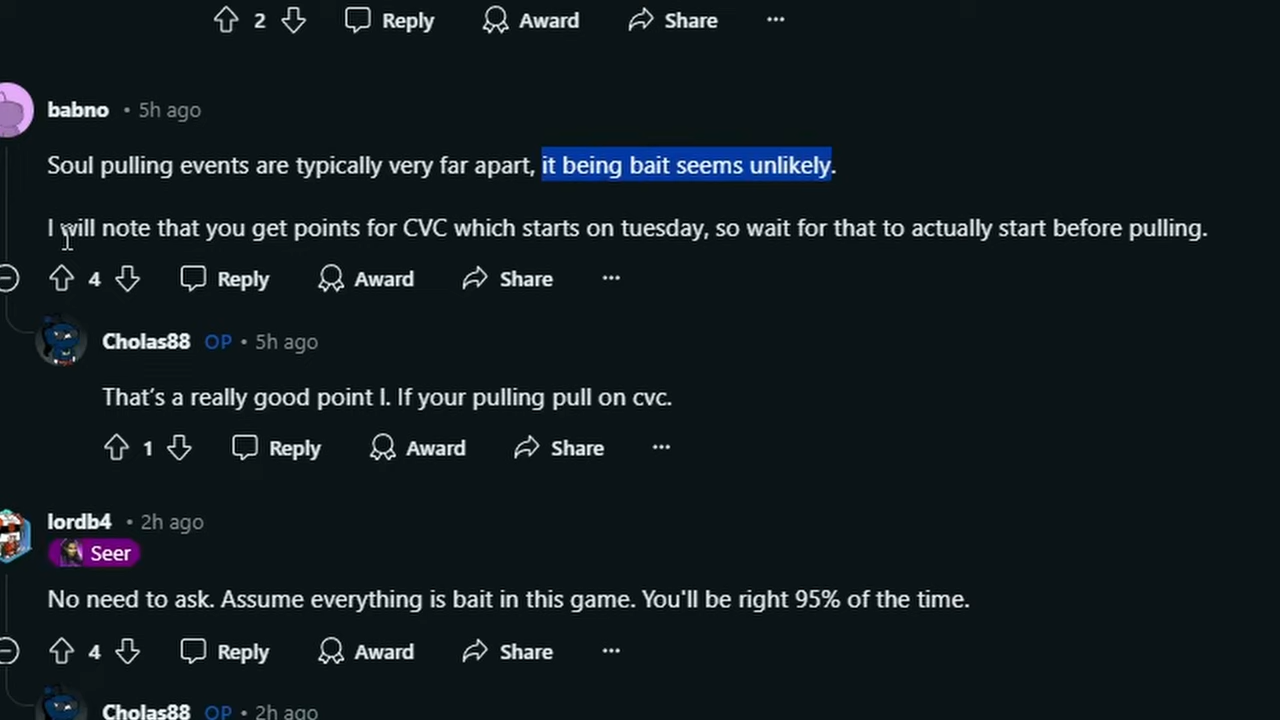 2 Reply Award Share ...
babno • 5h ago
Soul pulling events are typically very far apart, it being bait seems unlikely.
I will note that you get points for CVC which starts on tuesday, so wait for that to actually start before pulling.
4 Reply Award Share ...
Cholas88 OP • 5h ago
That's a really good point I. If your pulling pull on cvc.
1 Reply Award Share ...
lordb4 • 2h ago
Seer
No need to ask. Assume everything is bait in this game. You'll be right 95% of the time.
4 Reply Award Share ...
Cholas88 OP • 2h ago